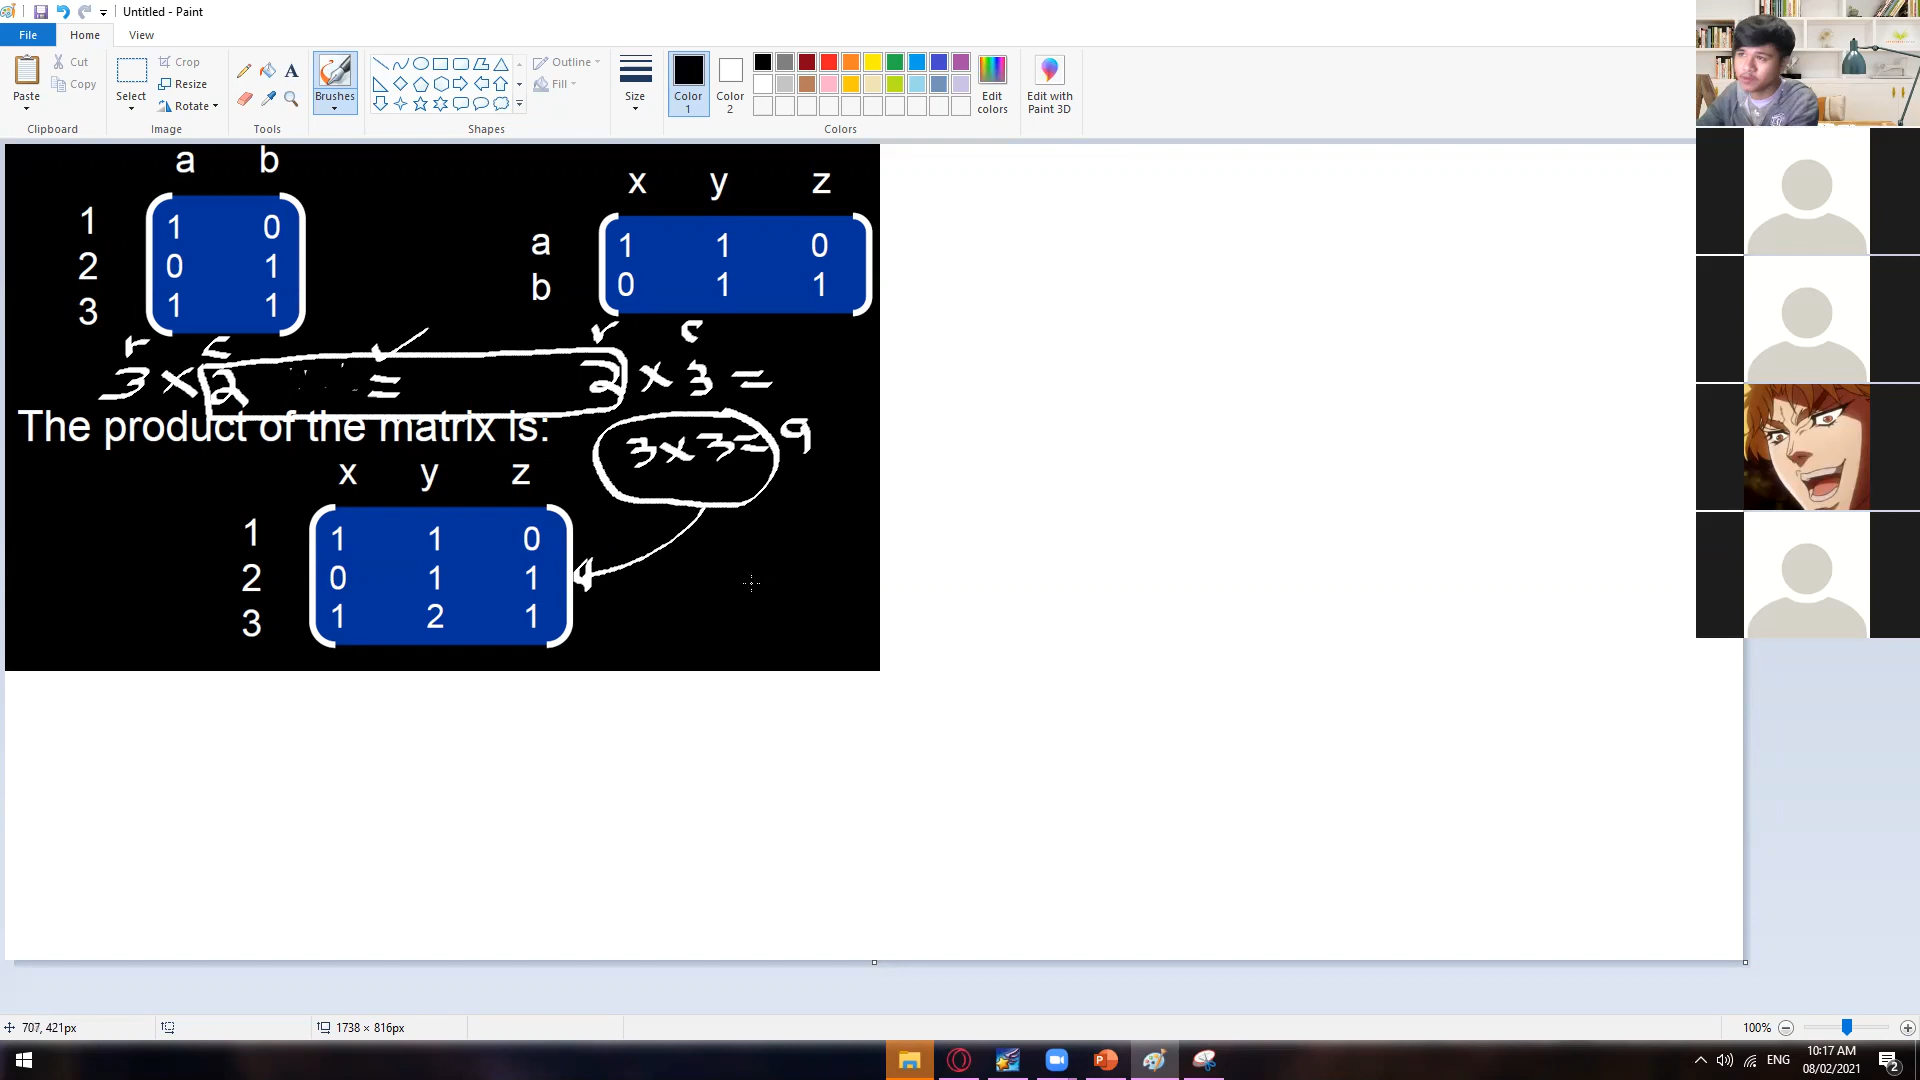 Untitled - Paint
File Home View
Paste Cut Copy
Select Crop Resize Rotate
Brushes
Outline Fill
Size
Color 1 Color 2
Edit colors
Edit with Paint 3D
Clipboard Image Tools Shapes Colors
a b
1 1 0
2 0 1
3 1 1
x y z
a 1 1 0
b 0 1 1
r c r c
3 x 2 = 2 x 3 =
The product of the matrix is:
3 x 3 = 9
x y z
1 1 1 0
2 0 1 1
3 1 2 1
707, 421px 1738 × 816px 100%
ENG 10:17 AM
08/02/2021 2